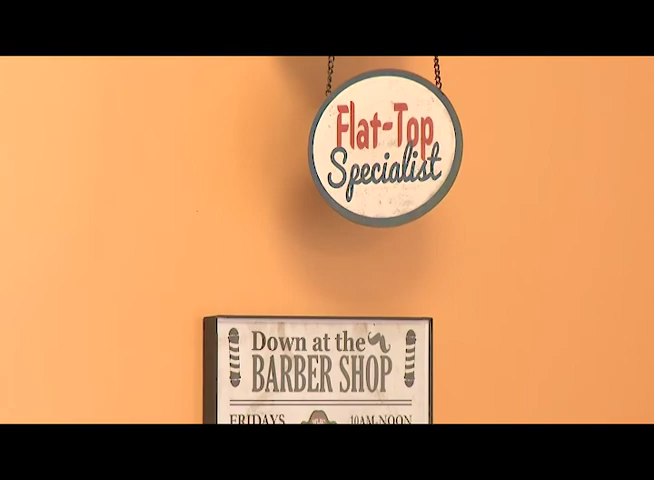 Flat-Top
Specialist
Down at the
BARBER SHOP
FRIDAYS 10AM-NOON